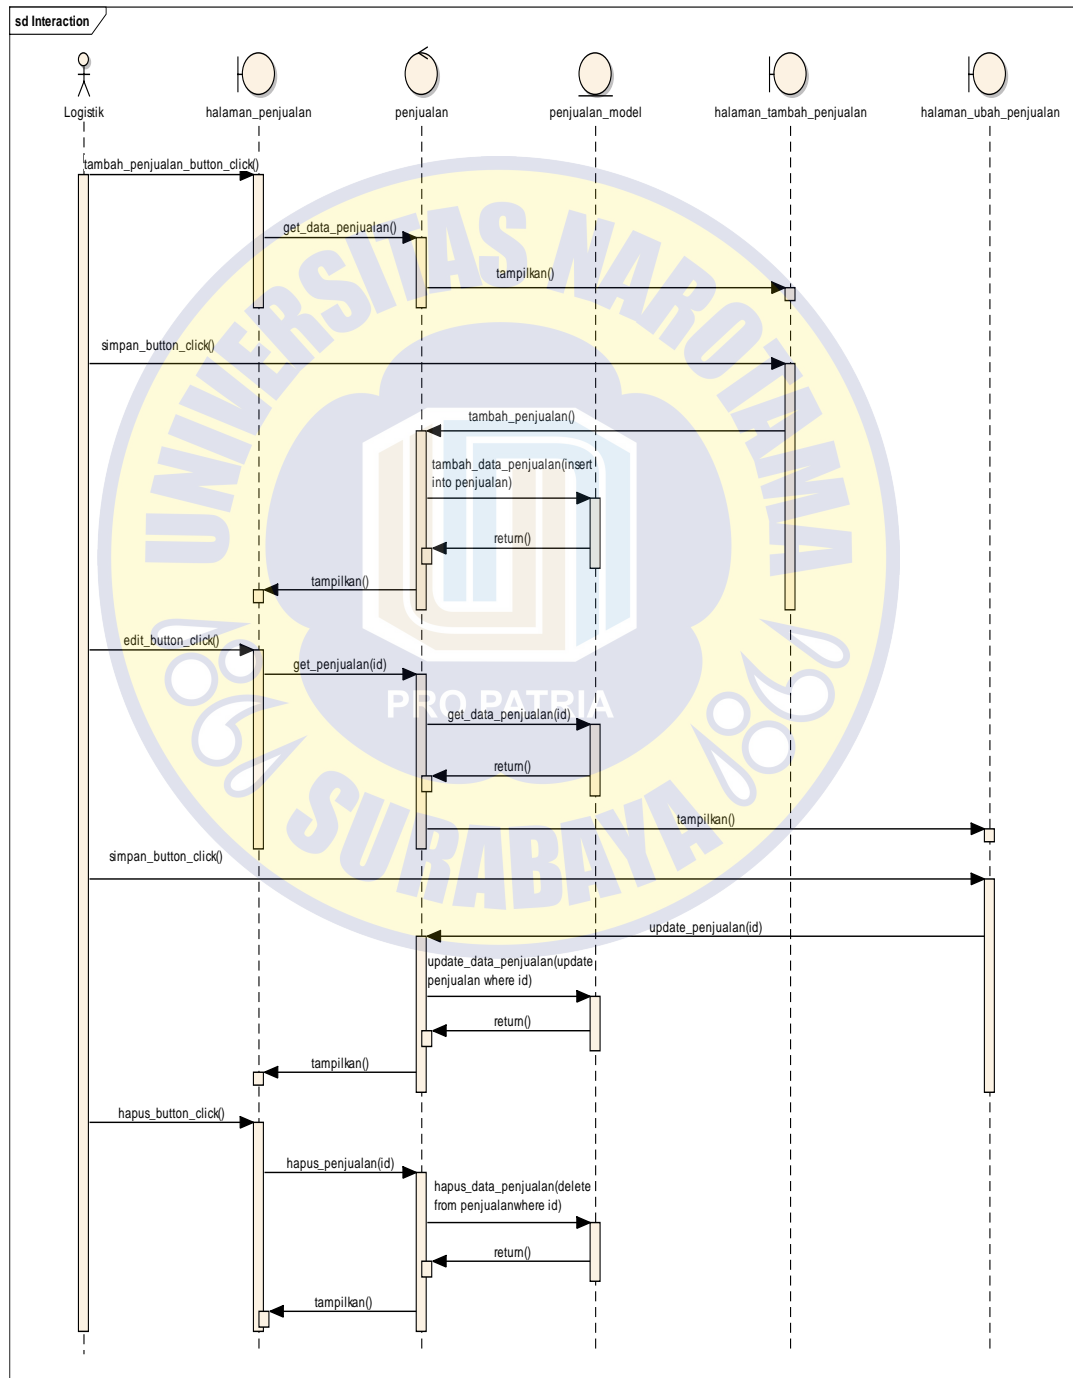 sd Interaction
Logistik
halaman_penjualan
penjualan
penjualan_model
halaman_tambah_penjualan
halaman_ubah_penjualan
tambah_penjualan_button_click()
get_data_penjualan()
tampilkan()
simpan_button_click()
tambah_penjualan()
tambah_data_penjualan(insert
into penjualan)
return()
tampilkan()
edit_button_click()
get_penjualan(id)
get_data_penjualan(id)
return()
tampilkan()
simpan_button_click()
update_penjualan(id)
update_data_penjualan(update
penjualan where id)
return()
tampilkan()
hapus_button_click()
hapus_penjualan(id)
hapus_data_penjualan(delete
from penjualanwhere id)
return()
tampilkan()
UNIVERSITAS NAROTAMA
PRO PATRIA
SURABAYA